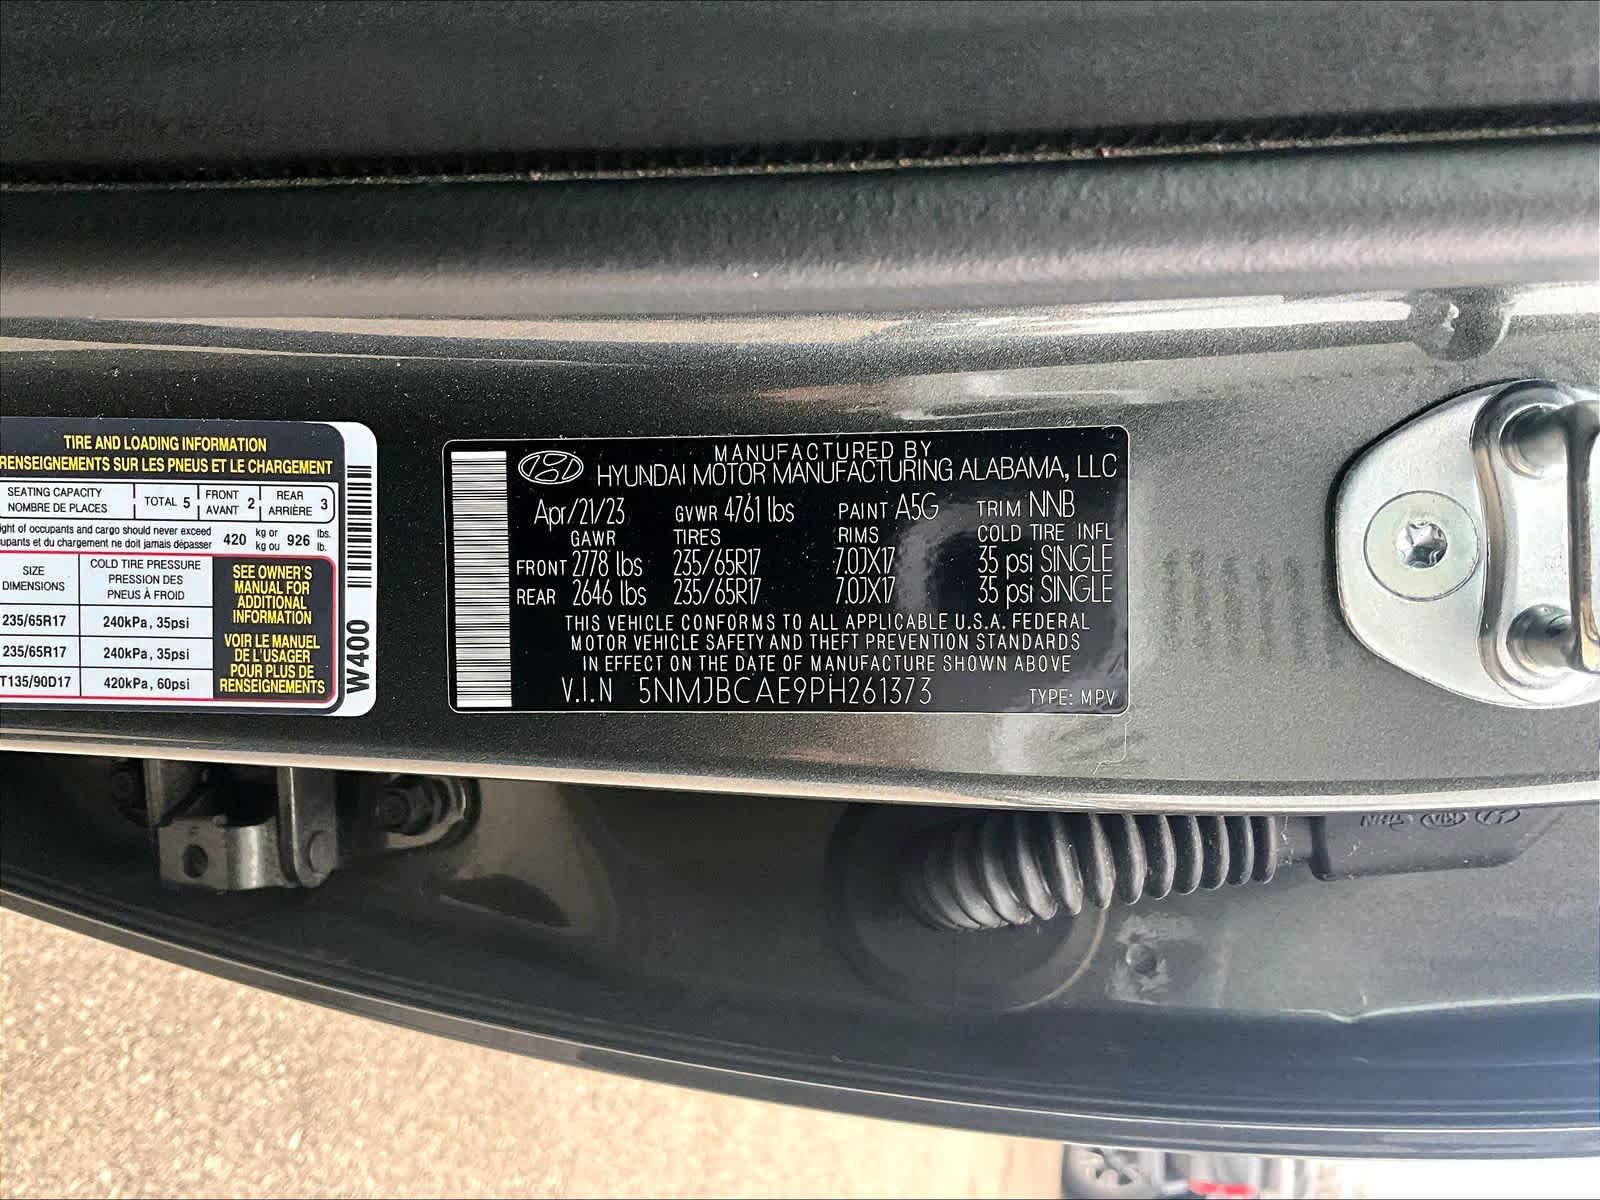 TIRE AND LOADING INFORMATION
RENSEIGNEMENTS SUR LES PNEUS ET LE CHARGEMENT
SEATING CAPACITY
NOMBRE DE PLACES
TOTAL 5
FRONT
AVANT 2
REAR
ARRIÈRE 3
of occupants and cargo should never exceed
et du chargement ne doit jamais dépasser
420 kg or
kg ou 926 lbs.
lb.
SIZE
DIMENSIONS
COLD TIRE PRESSURE
PRESSION DES
PNEUS À FROID
235/65R17 240kPa, 35psi
235/65R17 240kPa, 35psi
T135/90D17 420kPa, 60psi
SEE OWNER'S
MANUAL FOR
ADDITIONAL
INFORMATION
VOIR LE MANUEL
DE L'USAGER
POUR PLUS DE
RENSEIGNEMENTS
W400
MANUFACTURED BY
HYUNDAI MOTOR MANUFACTURING ALABAMA, LLC
Apr/21/23 GVWR 4761 lbs PAINT A5G TRIM NNB
GAWR TIRES RIMS COLD TIRE INFL
FRONT 2778 lbs 235/65R17 7.0JX17 35 psi SINGLE
REAR 2646 lbs 235/65R17 7.0JX17 35 psi SINGLE
THIS VEHICLE CONFORMS TO ALL APPLICABLE U.S.A. FEDERAL
MOTOR VEHICLE SAFETY AND THEFT PREVENTION STANDARDS
IN EFFECT ON THE DATE OF MANUFACTURE SHOWN ABOVE
V.I.N 5NMJBCAE9PH261373 TYPE: MPV